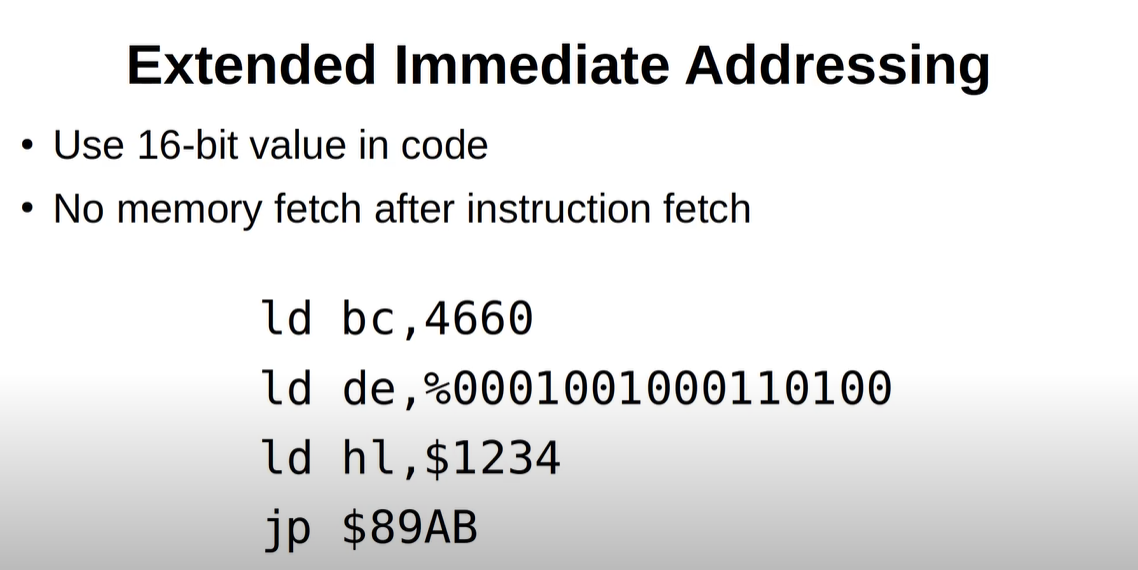 Extended Immediate Addressing
• Use 16-bit value in code
• No memory fetch after instruction fetch
ld bc,4660
ld de,%0001001000110100
ld hl,$1234
jp $89AB